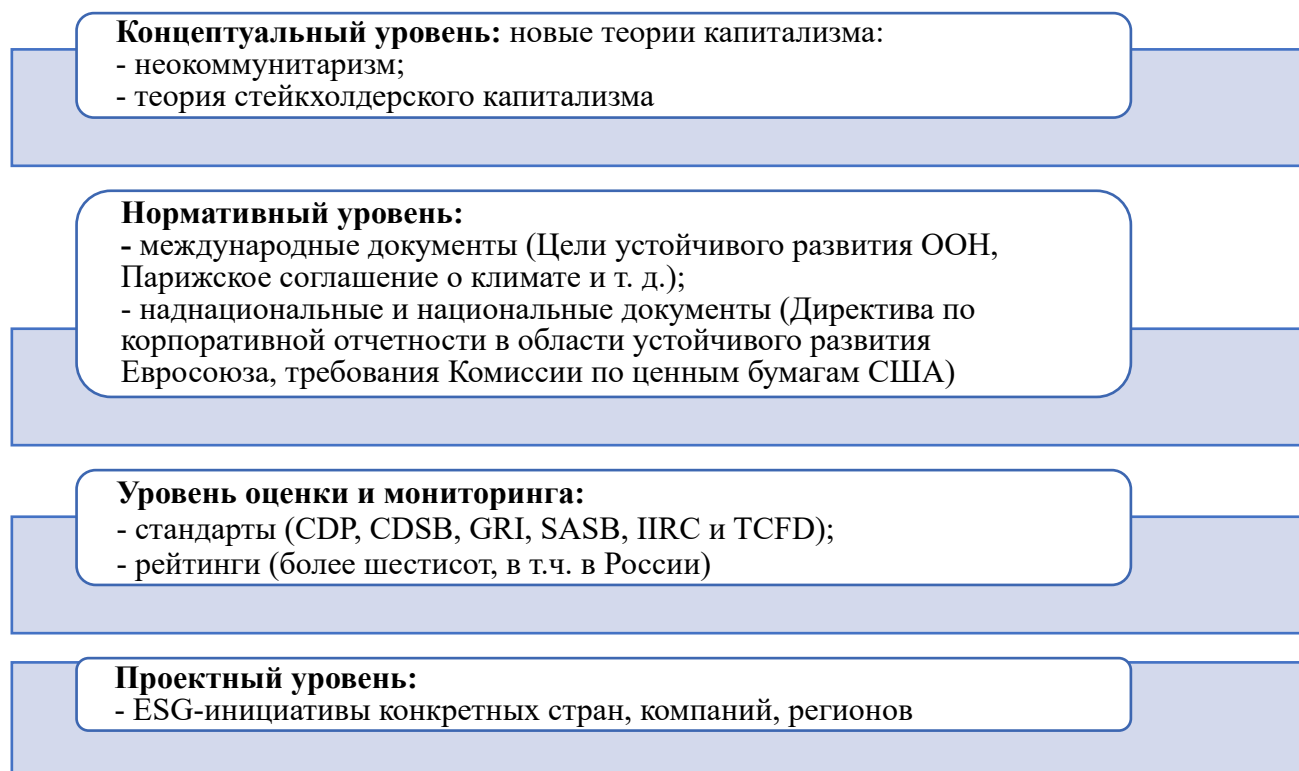 Концептуальный уровень: новые теории капитализма:
- неокоммунитаризм;
- теория стейкхолдерского капитализма
Нормативный уровень:
- международные документы (Цели устойчивого развития ООН,
Парижское соглашение о климате и т. д.);
- наднациональные и национальные документы (Директива по
корпоративной отчетности в области устойчивого развития
Евросоюза, требования Комиссии по ценным бумагам США)
Уровень оценки и мониторинга:
- стандарты (CDP, CDSB, GRI, SASB, IIRC и TCFD);
- рейтинги (более шестисот, в т.ч. в России)
Проектный уровень:
- ESG-инициативы конкретных стран, компаний, регионов